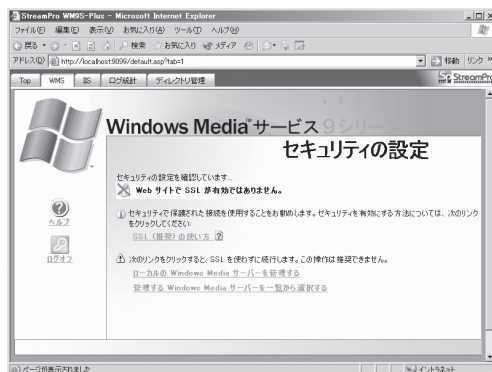 StreamPro WM9S-Plus - Microsoft Internet Explorer
ファイル(F) 編集(E) 表示(V) お気に入り(A) ツール(T) ヘルプ(H)
戻る 検索 お気に入り メディア
アドレス(D) http://localhost:9099/default.asp?tab=1 移動 リンク »
Top WMS IIS ログ統計 ディレクトリ管理 StreamPro
Windows Media™サービス 9シリーズ
セキュリティの設定
セキュリティの設定を確認しています...
Web サイトで SSL が有効ではありません。
セキュリティで保護された接続を使用することをお勧めします。セキュリティを有効にする方法については、次のリンク
をクリックしてください:
SSL (推奨) の使い方
ヘルプ
次のリンクをクリックすると、SSL を使わずに続行します。この操作は推奨できません。
ローカルの Windows Media サーバーを管理する
管理する Windows Media サーバーを一覧から選択する
ログオフ
ページが表示されました イントラネット